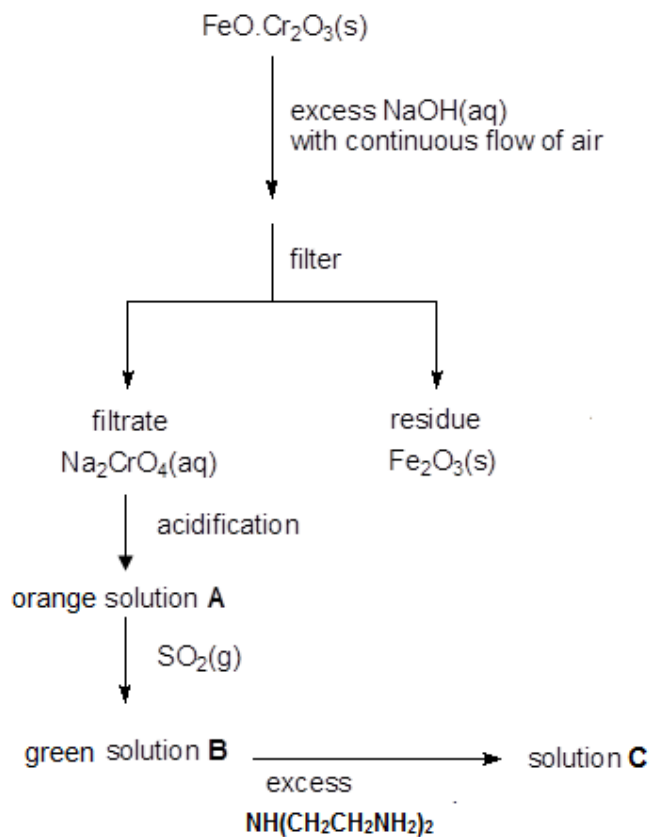 FeO.Cr₂O₃(s)
excess NaOH(aq)
with continuous flow of air
filter
filtrate
Na₂CrO₄(aq)
residue
Fe₂O₃(s)
acidification
orange solution A
SO₂(g)
green solution B
excess
NH(CH₂CH₂NH₂)₂
solution C